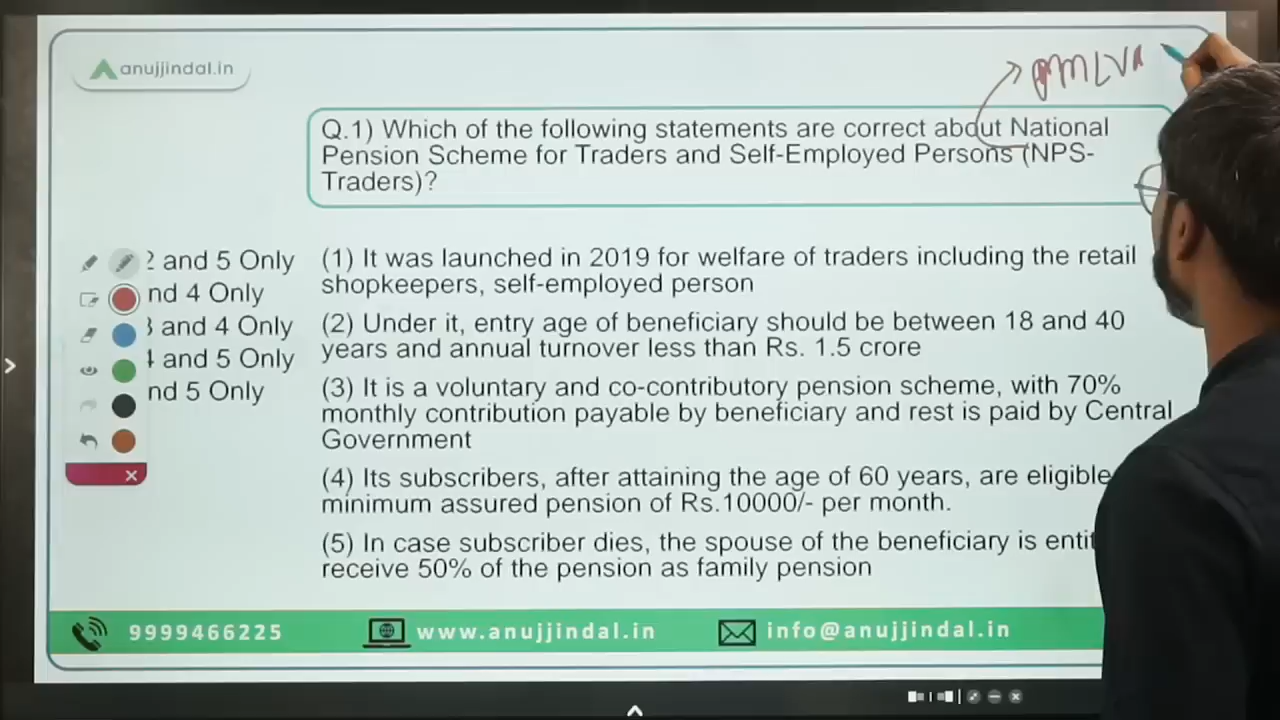 anujjindal.in
Q.1) Which of the following statements are correct about National
Pension Scheme for Traders and Self-Employed Persons (NPS-
Traders)?
2 and 5 Only
nd 4 Only
3 and 4 Only
4 and 5 Only
nd 5 Only
(1) It was launched in 2019 for welfare of traders including the retail
shopkeepers, self-employed person
(2) Under it, entry age of beneficiary should be between 18 and 40
years and annual turnover less than Rs. 1.5 crore
(3) It is a voluntary and co-contributory pension scheme, with 70%
monthly contribution payable by beneficiary and rest is paid by Central
Government
(4) Its subscribers, after attaining the age of 60 years, are eligible
minimum assured pension of Rs.10000/- per month.
(5) In case subscriber dies, the spouse of the beneficiary is
receive 50% of the pension as family pension
9999466225
www.anujjindal.in
info@anujjindal.in